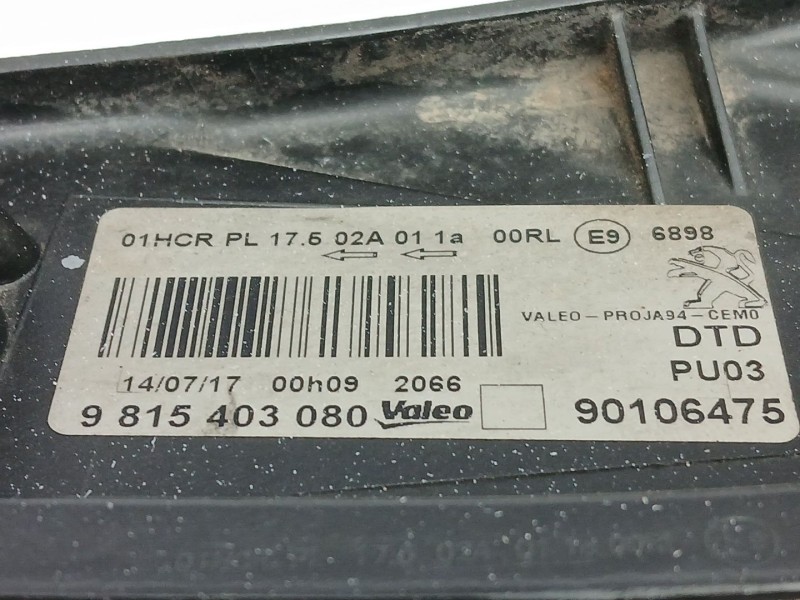 01HCR PL 17.5 02A 01 1a 00RL E9 6898
VALEO-PROJA94-CEM0
DTD
PU03
14/07/17 00h09 2066
9 815 403 080 Valeo 90106475